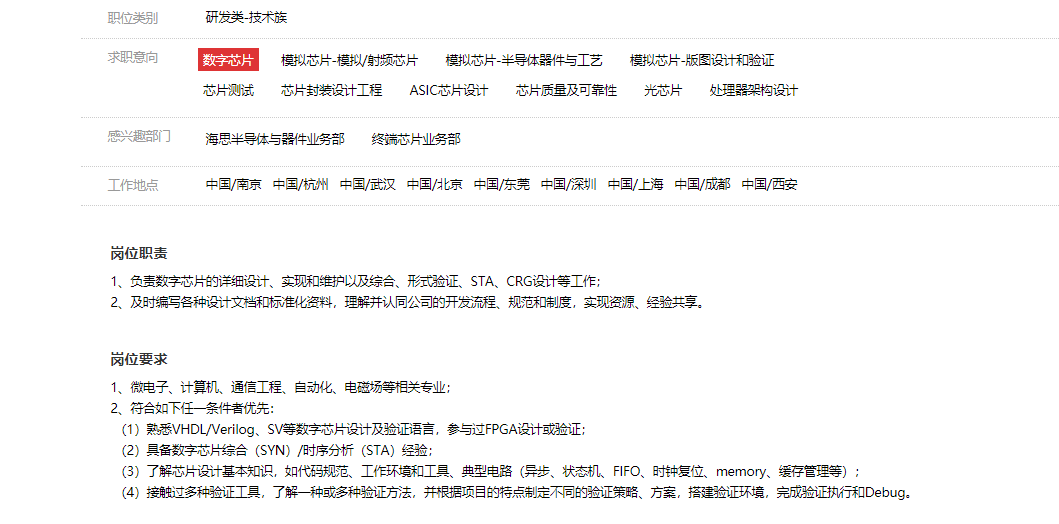 职位类别 研发类-技术族
求职意向 数字芯片 模拟芯片-模拟/射频芯片 模拟芯片-半导体器件与工艺 模拟芯片-版图设计和验证
芯片测试 芯片封装设计工程 ASIC芯片设计 芯片质量及可靠性 光芯片 处理器架构设计
感兴趣部门 海思半导体与器件业务部 终端芯片业务部
工作地点 中国/南京 中国/杭州 中国/武汉 中国/北京 中国/东莞 中国/深圳 中国/上海 中国/成都 中国/西安
岗位职责
1、负责数字芯片的详细设计、实现和维护以及综合、形式验证、STA、CRG设计等工作；
2、及时编写各种设计文档和标准化资料，理解并认同公司的开发流程、规范和制度，实现资源、经验共享。
岗位要求
1、微电子、计算机、通信工程、自动化、电磁场等相关专业；
2、符合如下任一条件者优先：
（1）熟悉VHDL/Verilog、SV等数字芯片设计及验证语言，参与过FPGA设计或验证；
（2）具备数字芯片综合（SYN）/时序分析（STA）经验；
（3）了解芯片设计基本知识，如代码规范、工作环境和工具、典型电路（异步、状态机、FIFO、时钟复位、memory、缓存管理等）；
（4）接触过多种验证工具，了解一种或多种验证方法，并根据项目的特点制定不同的验证策略、方案，搭建验证环境，完成验证执行和Debug。